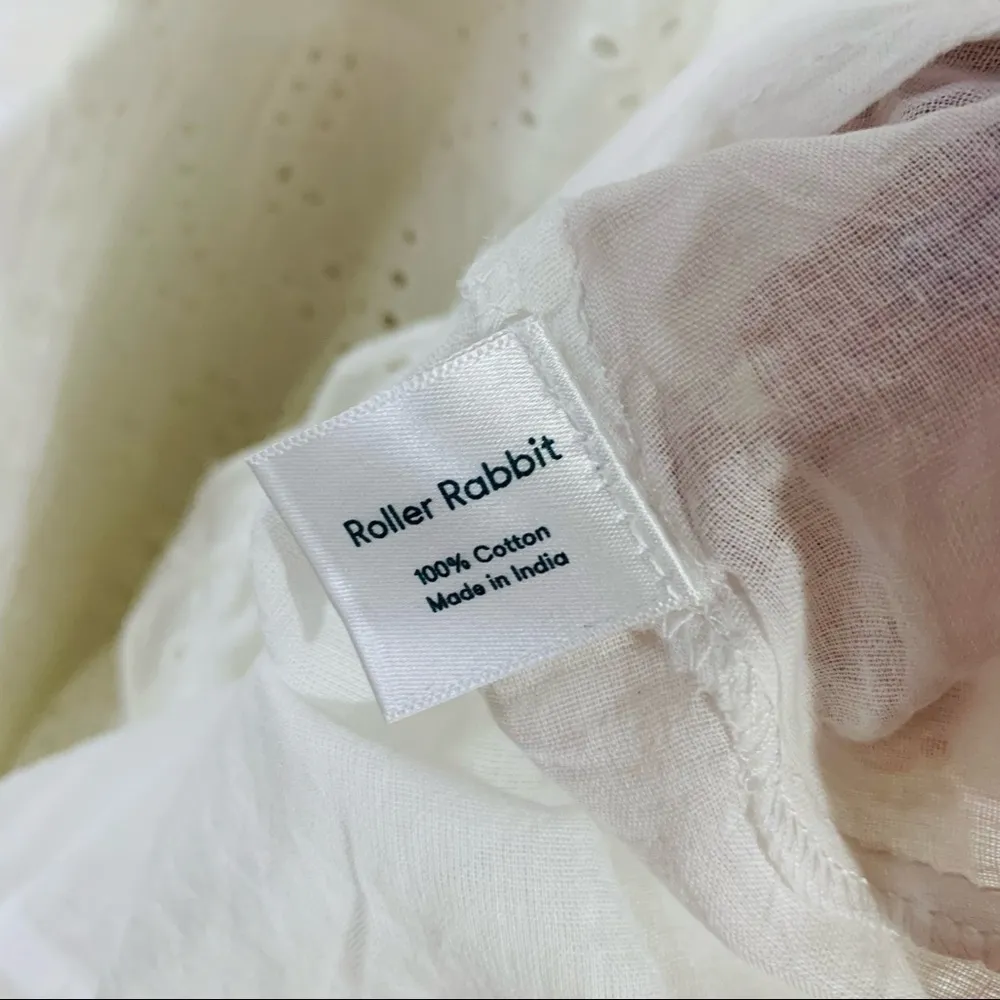 Roller Rabbit
100% Cotton
Made in India